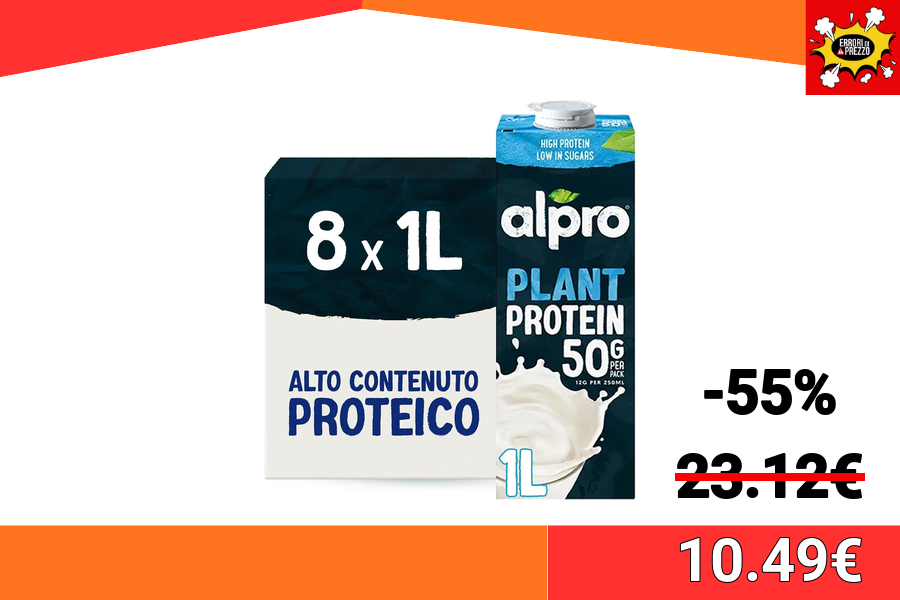 ERRORI DI
PREZZO
HIGH PROTEIN
LOW IN SUGARS
alpro
8 x 1L
PLANT
PROTEIN
50G
PER
PACK
12G PER 250ML
ALTO CONTENUTO
PROTEICO
1L
-55%
23.12€
10.49€